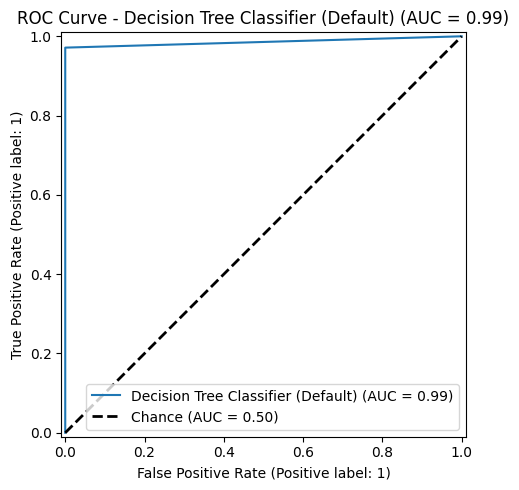 ROC Curve - Decision Tree Classifier (Default) (AUC = 0.99)
1.0
0.8
0.6
0.4
0.2
0.0
True Positive Rate (Positive label: 1)
Decision Tree Classifier (Default) (AUC = 0.99)
Chance (AUC = 0.50)
0.0 0.2 0.4 0.6 0.8 1.0
False Positive Rate (Positive label: 1)